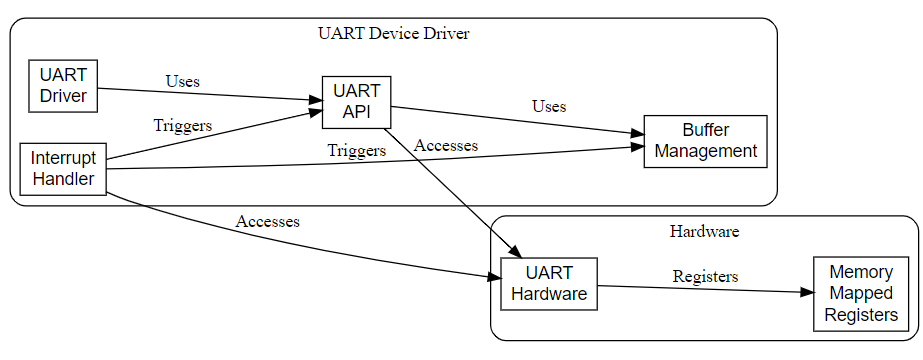 UART Device Driver
UART
Driver
Uses
UART
API
Uses
Buffer
Management
Triggers
Interrupt
Handler
Triggers
Accesses
Accesses
Hardware
UART
Hardware
Registers
Memory
Mapped
Registers